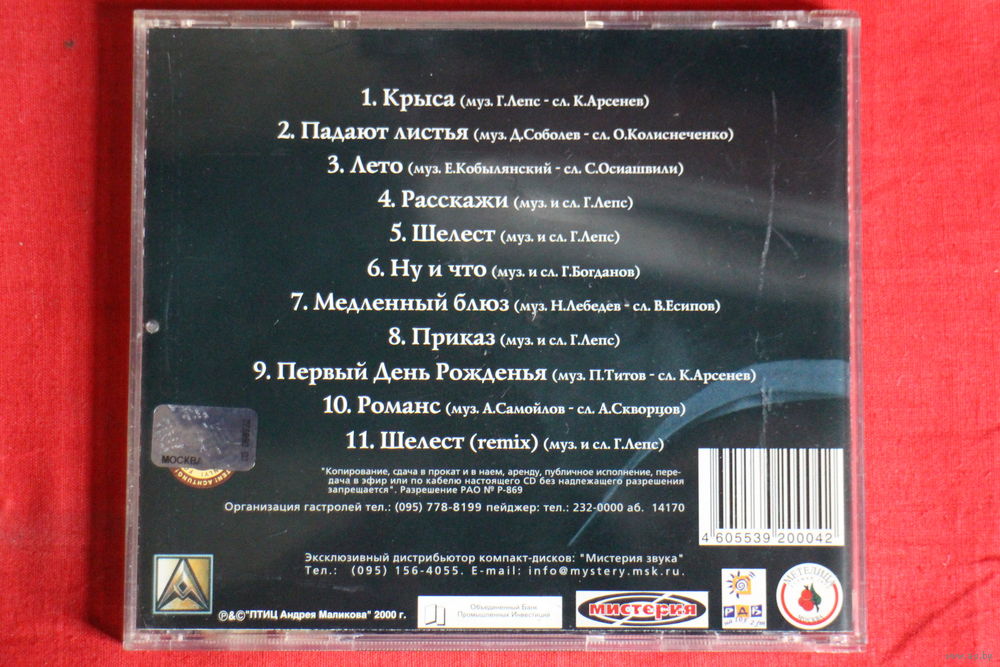 1. Крыса (муз. Г.Лепс - сл. К.Арсенев)
2. Падают листья (муз. Д.Соболев - сл. О.Колиснеченко)
3. Лето (муз. Е.Кобылянский - сл. С.Осиашвили)
4. Расскажи (муз. и сл. Г.Лепс)
5. Шелест (муз. и сл. Г.Лепс)
6. Ну и что (муз. и сл. Г.Богданов)
7. Медленный блюз (муз. Н.Лебедев - сл. В.Есипов)
8. Приказ (муз. и сл. Г.Лепс)
9. Первый День Рожденья (муз. П.Титов - сл. К.Арсенев)
10. Романс (муз. А.Самойлов - сл. А.Скворцов)
11. Шелест (remix) (муз. и сл. Г.Лепс)
МОСКВА
"Копирование, сдача в прокат и в наем, аренду, публичное исполнение, пере-
дача в эфир или по кабелю настоящего CD без надлежащего разрешения
запрещается". Разрешение РАО № Р-869
Организация гастролей тел.: (095) 778-8199 пейджер: тел.: 232-0000 аб. 14170
4 605539 200042
Эксклюзивный дистрибьютор компакт-дисков: "Мистерия звука"
Тел.: (095) 156-4055. E-mail: info@mystery.msk.ru.
℗&©"ПТИЦ Андрея Маликова" 2000 г.
Объединенный Банк
Промышленных Инвестиций
мистерия
МЕТЕЛИЦА